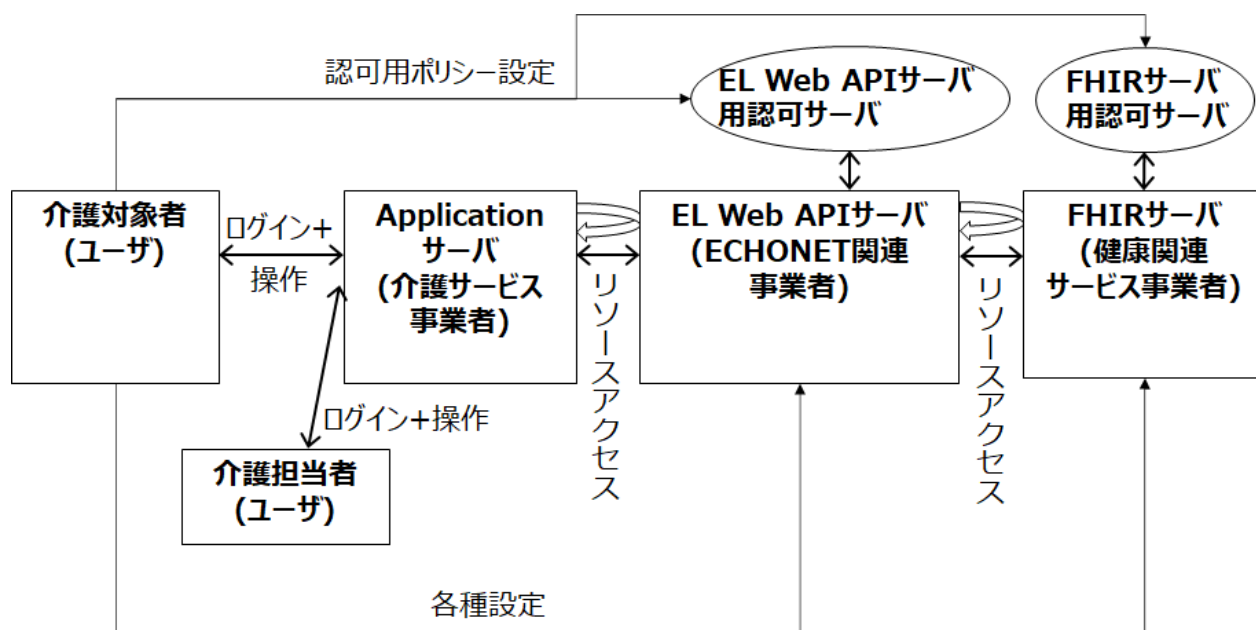 認可用ポリシー設定
EL Web APIサーバ
用認可サーバ
FHIRサーバ
用認可サーバ
介護対象者
(ユーザ)
ログイン+
操作
Application
サーバ
(介護サービス
事業者)
リソースアクセス
EL Web APIサーバ
(ECHONET関連
事業者)
リソースアクセス
FHIRサーバ
(健康関連
サービス事業者)
ログイン+操作
介護担当者
(ユーザ)
各種設定